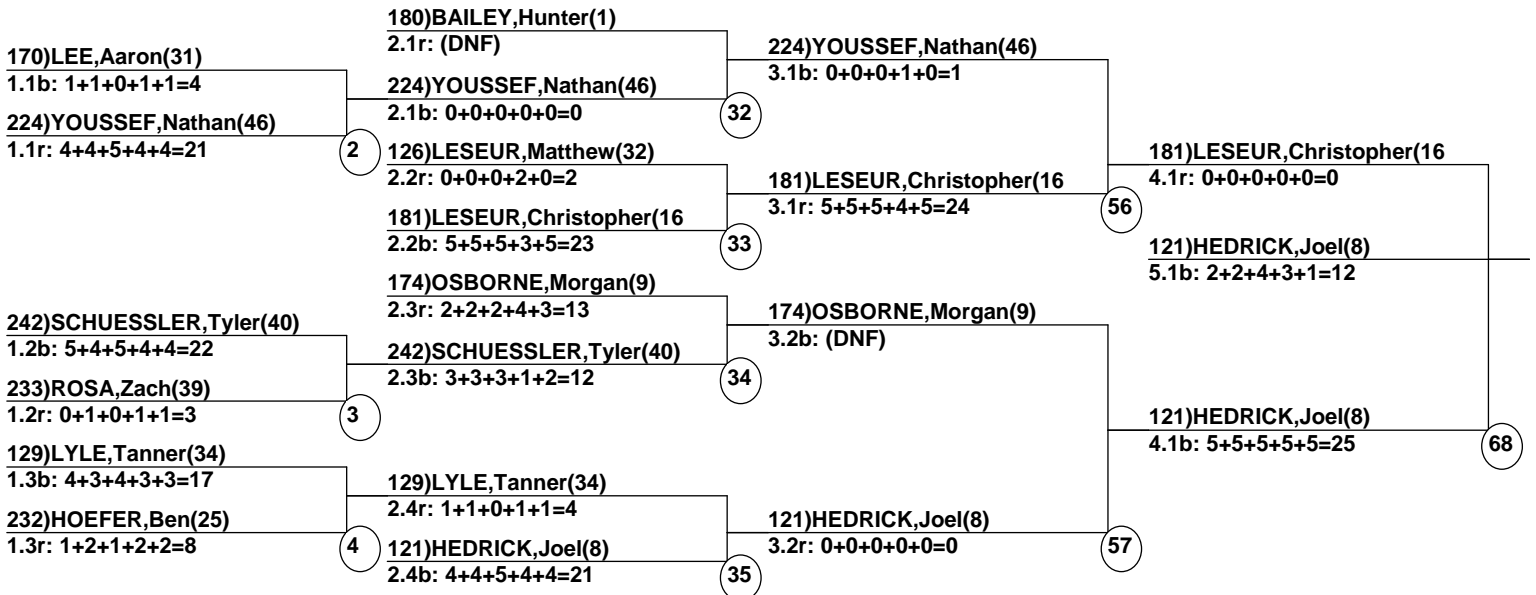 170)LEE,Aaron(31)
1.1b: 1+1+0+1+1=4
224)YOUSSEF,Nathan(46)
1.1r: 4+4+5+4+4=21
2
242)SCHUESSLER,Tyler(40)
1.2b: 5+4+5+4+4=22
233)ROSA,Zach(39)
1.2r: 0+1+0+1+1=3
3
129)LYLE,Tanner(34)
1.3b: 4+3+4+3+3=17
232)HOEFER,Ben(25)
1.3r: 1+2+1+2+2=8
4
180)BAILEY,Hunter(1)
2.1r: (DNF)
224)YOUSSEF,Nathan(46)
2.1b: 0+0+0+0+0=0
32
126)LESEUR,Matthew(32)
2.2r: 0+0+0+2+0=2
181)LESEUR,Christopher(16
2.2b: 5+5+5+3+5=23
33
174)OSBORNE,Morgan(9)
2.3r: 2+2+2+4+3=13
242)SCHUESSLER,Tyler(40)
2.3b: 3+3+3+1+2=12
34
129)LYLE,Tanner(34)
2.4r: 1+1+0+1+1=4
121)HEDRICK,Joel(8)
2.4b: 4+4+5+4+4=21
35
224)YOUSSEF,Nathan(46)
3.1b: 0+0+0+1+0=1
181)LESEUR,Christopher(16
3.1r: 5+5+5+4+5=24
56
174)OSBORNE,Morgan(9)
3.2b: (DNF)
121)HEDRICK,Joel(8)
3.2r: 0+0+0+0+0=0
57
181)LESEUR,Christopher(16
4.1r: 0+0+0+0+0=0
121)HEDRICK,Joel(8)
5.1b: 2+2+4+3+1=12
121)HEDRICK,Joel(8)
4.1b: 5+5+5+5+5=25
68